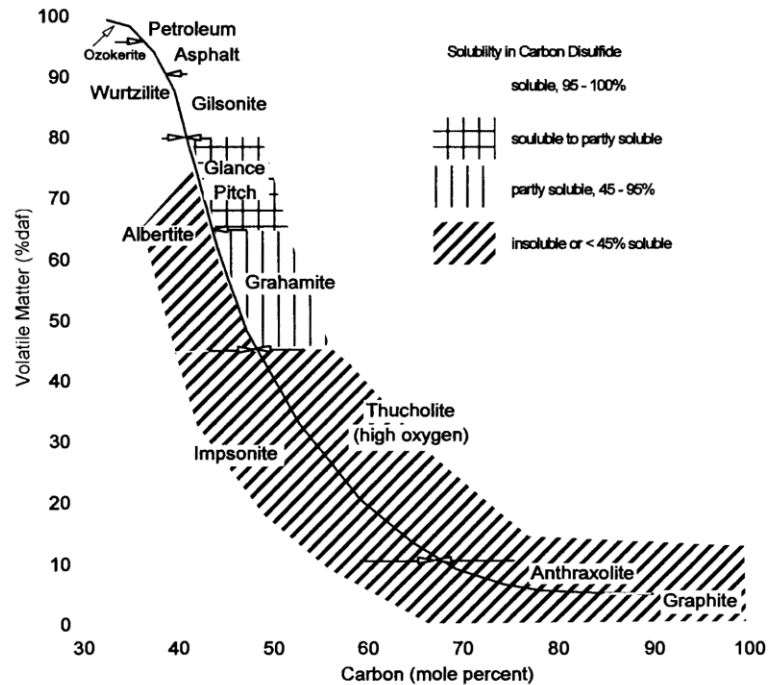 100
Petroleum
Ozokerite
Asphalt
90
Wurtzilite
Gilsonite
80
Glance
Pitch
70
Albertite
60
Grahamite
50
40
Thucholite
(high oxygen)
30
Impsonite
20
10
Anthraxolite
Graphite
0
30 40 50 60 70 80 90 100
Carbon (mole percent)
Volatile Matter (%daf)
Solubility in Carbon Disulfide
soluble, 95 - 100%
souluble to partly soluble
partly soluble, 45 - 95%
insoluble or < 45% soluble